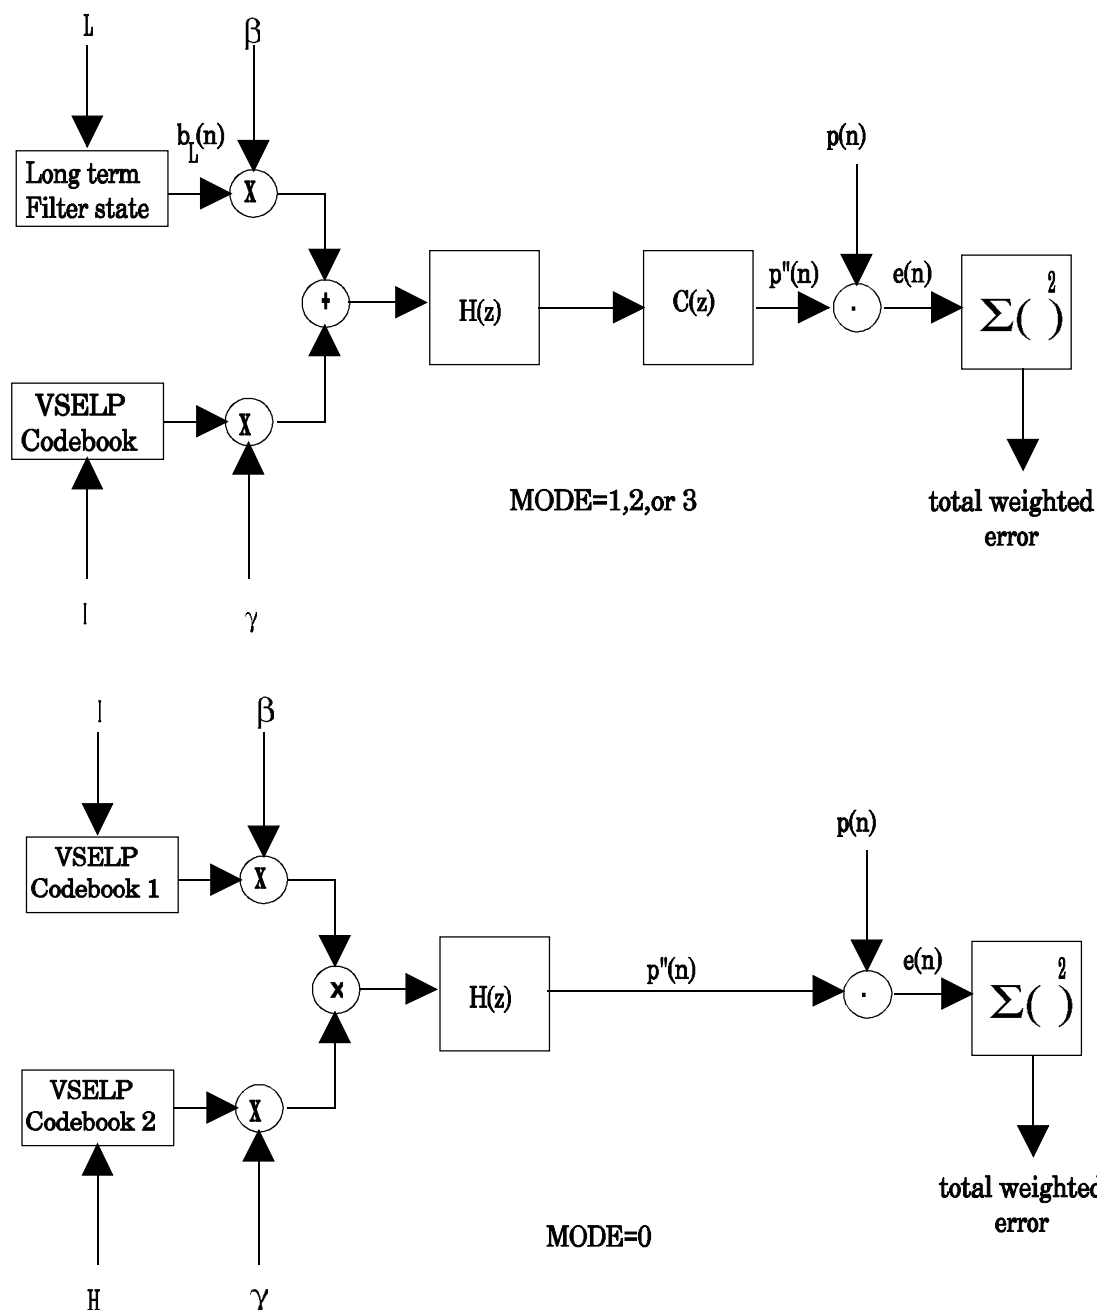 L
β
b_L(n)
p(n)
Long term
Filter state
X
+
H(z)
C(z)
p"(n)
.
e(n)
Σ( )²
VSELP
Codebook
X
MODE=1,2,or 3
total weighted
error
I
γ
I
β
p(n)
VSELP
Codebook 1
X
x
H(z)
p"(n)
.
e(n)
Σ( )²
VSELP
Codebook 2
X
total weighted
error
MODE=0
H
γ